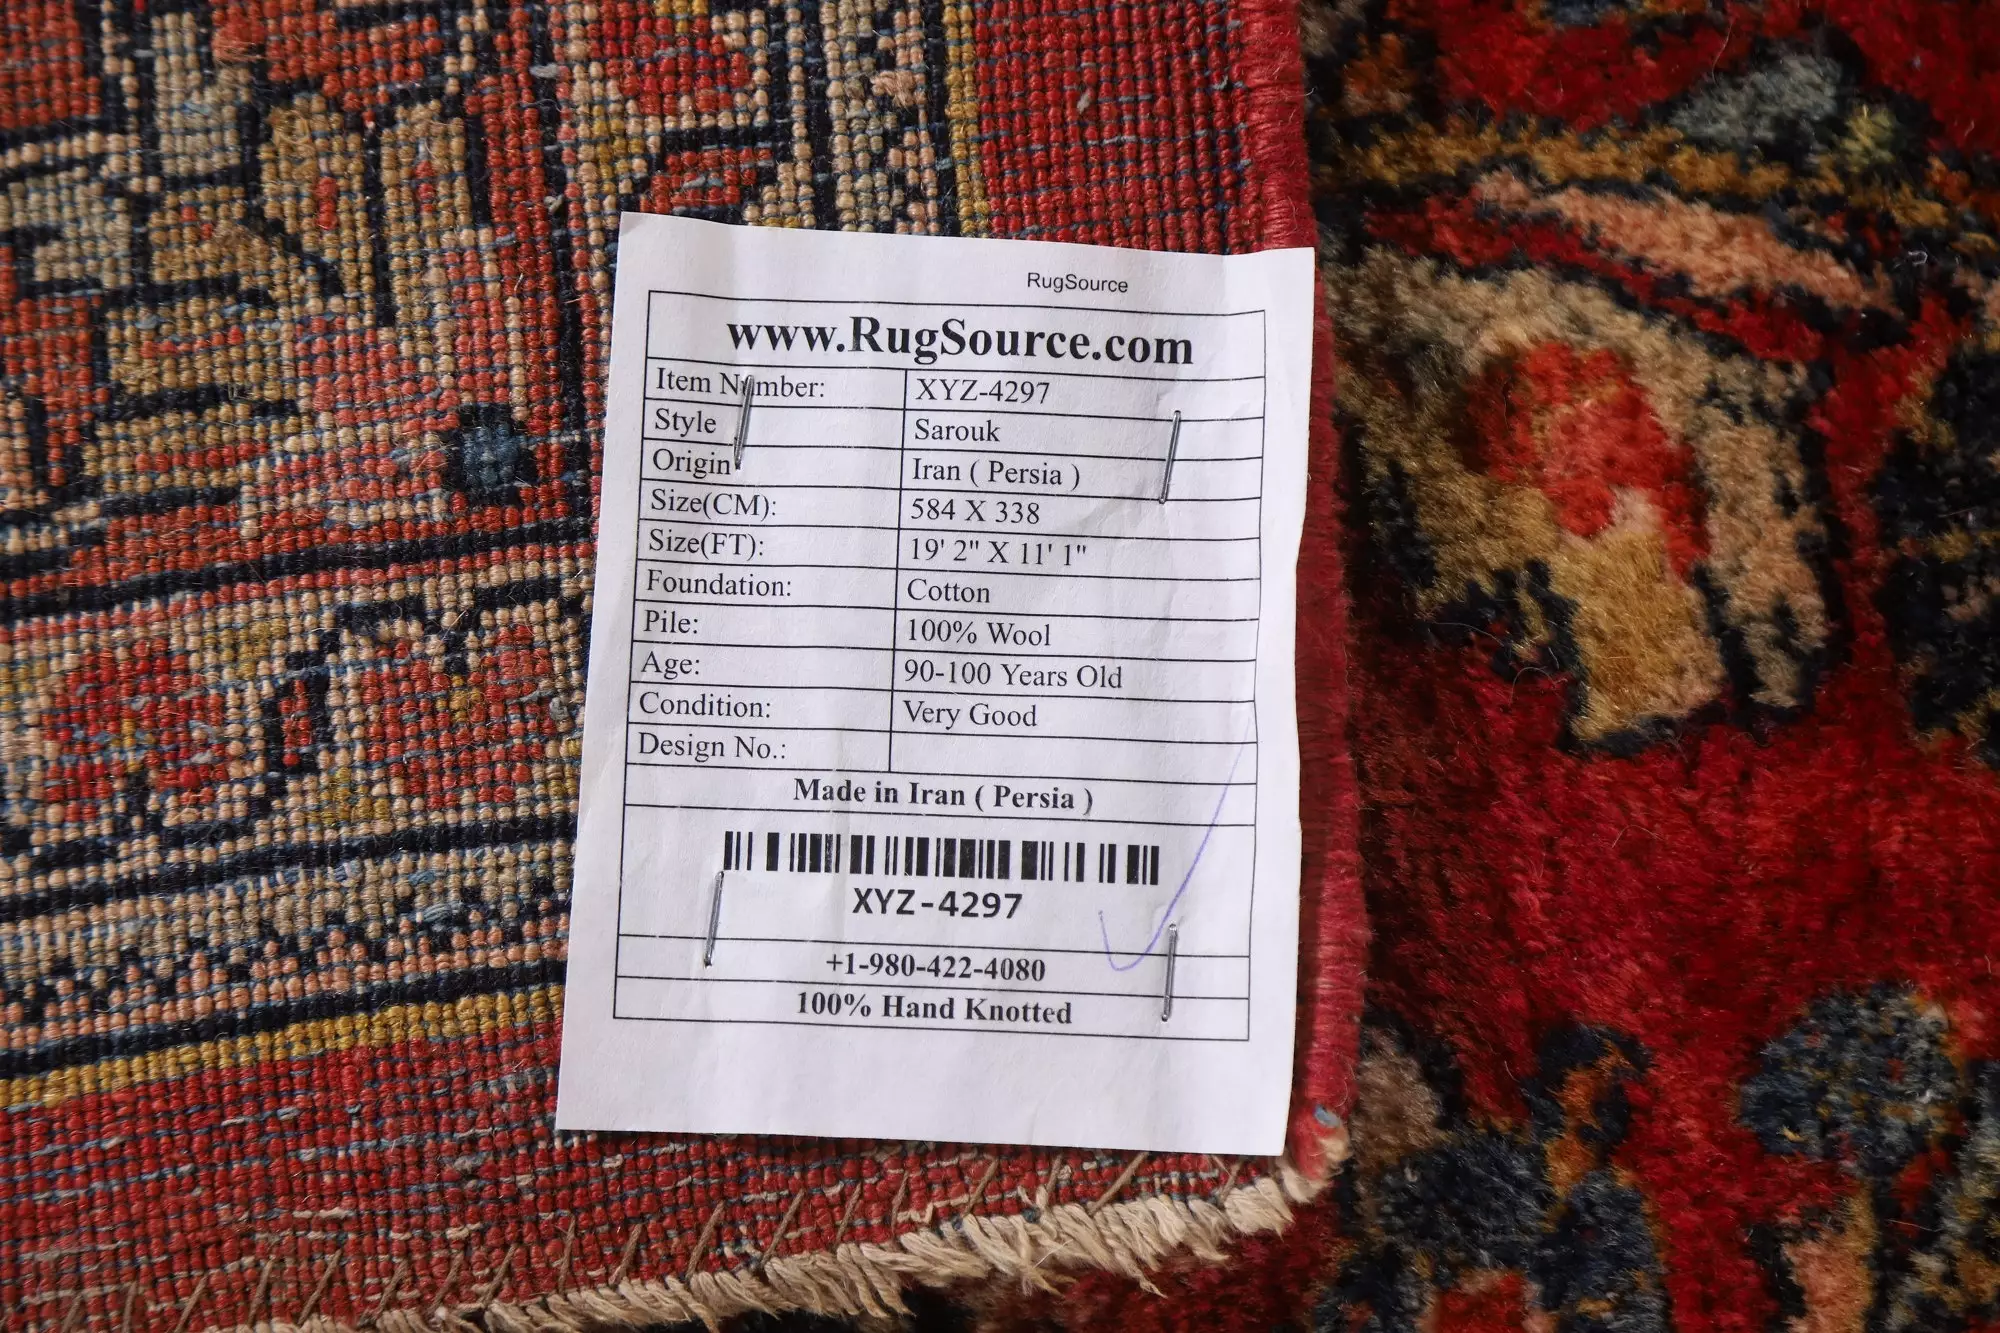 RugSource
www.RugSource.com
Item Number: XYZ-4297
Style Sarouk
Origin Iran ( Persia )
Size(CM): 584 X 338
Size(FT): 19' 2" X 11' 1"
Foundation: Cotton
Pile: 100% Wool
Age: 90-100 Years Old
Condition: Very Good
Design No.:
Made in Iran ( Persia )
XYZ-4297
+1-980-422-4080
100% Hand Knotted